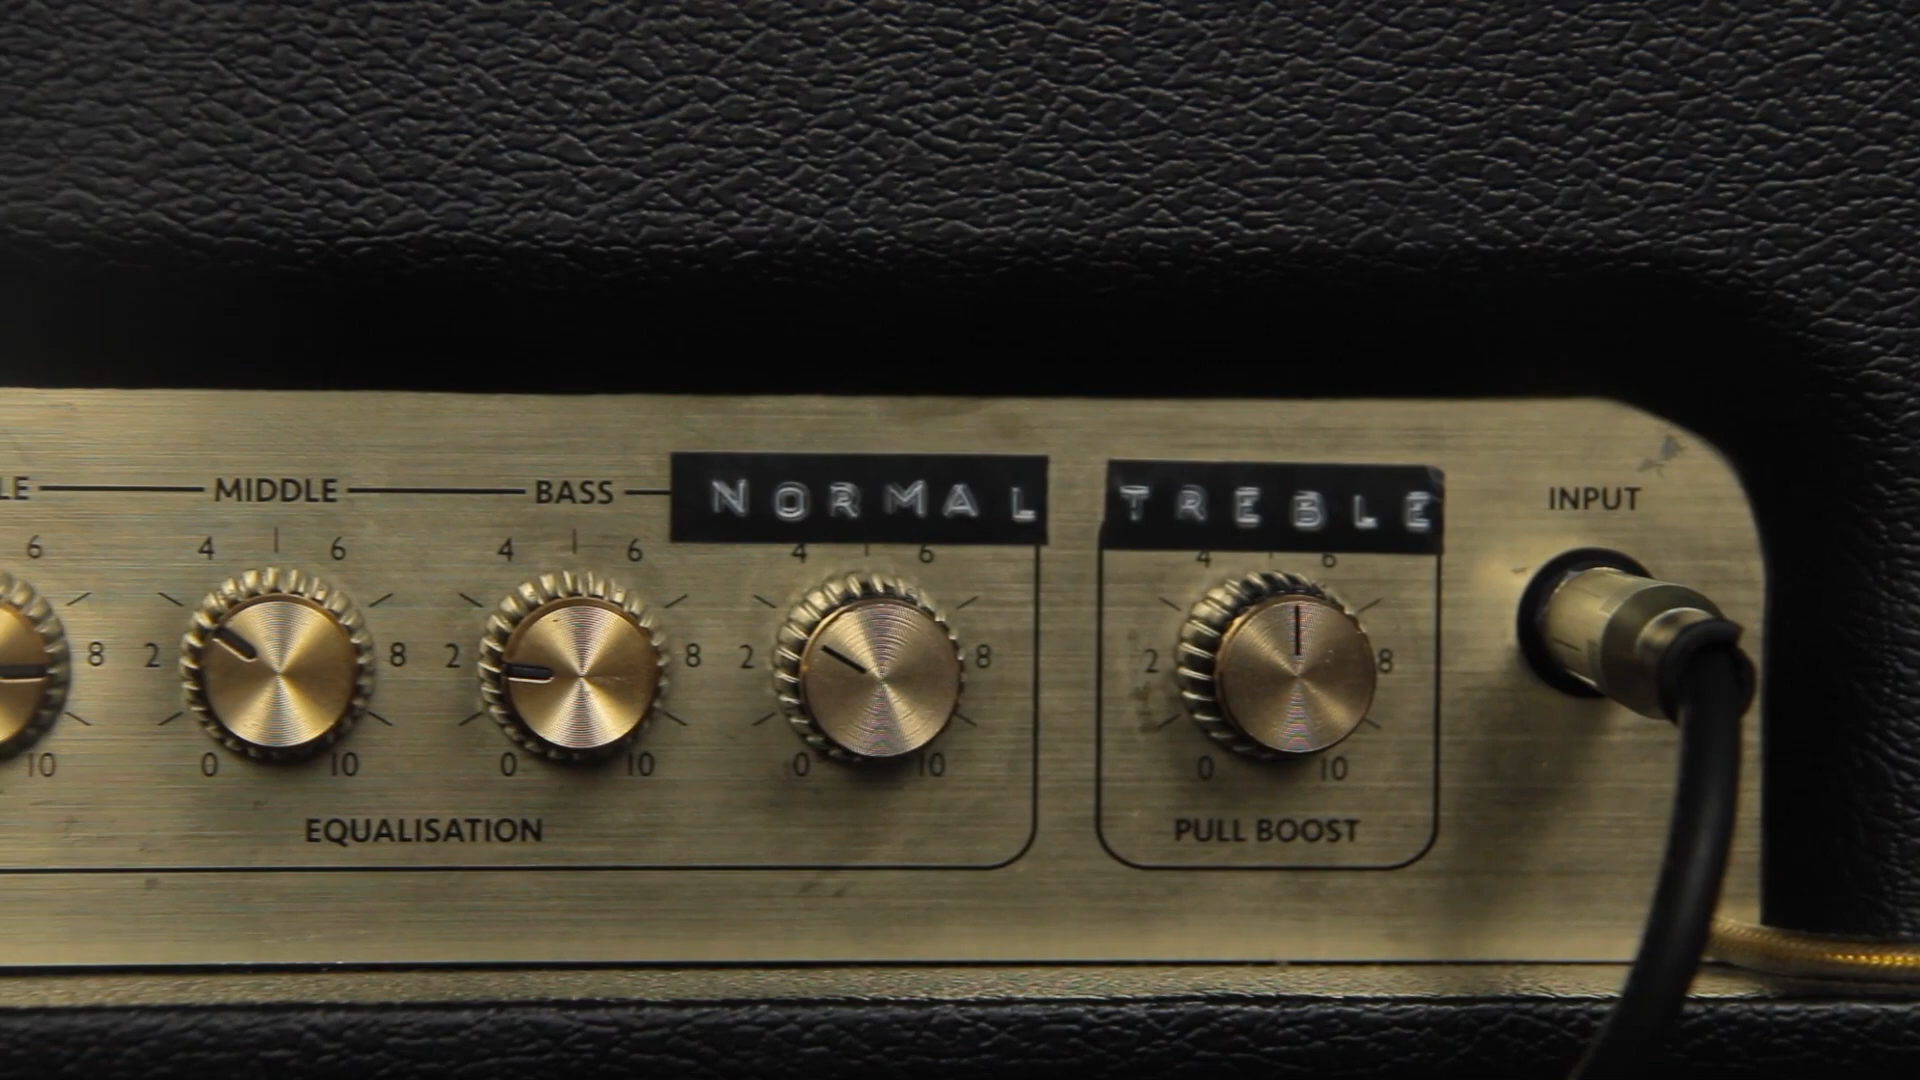 LE MIDDLE BASS NORMAL TREBLE INPUT
6 4 6 4 6 4 6 4 6
8 2 8 2 8 2 8 2 8
10 0 10 0 10 0 10 0 10
EQUALISATION PULL BOOST